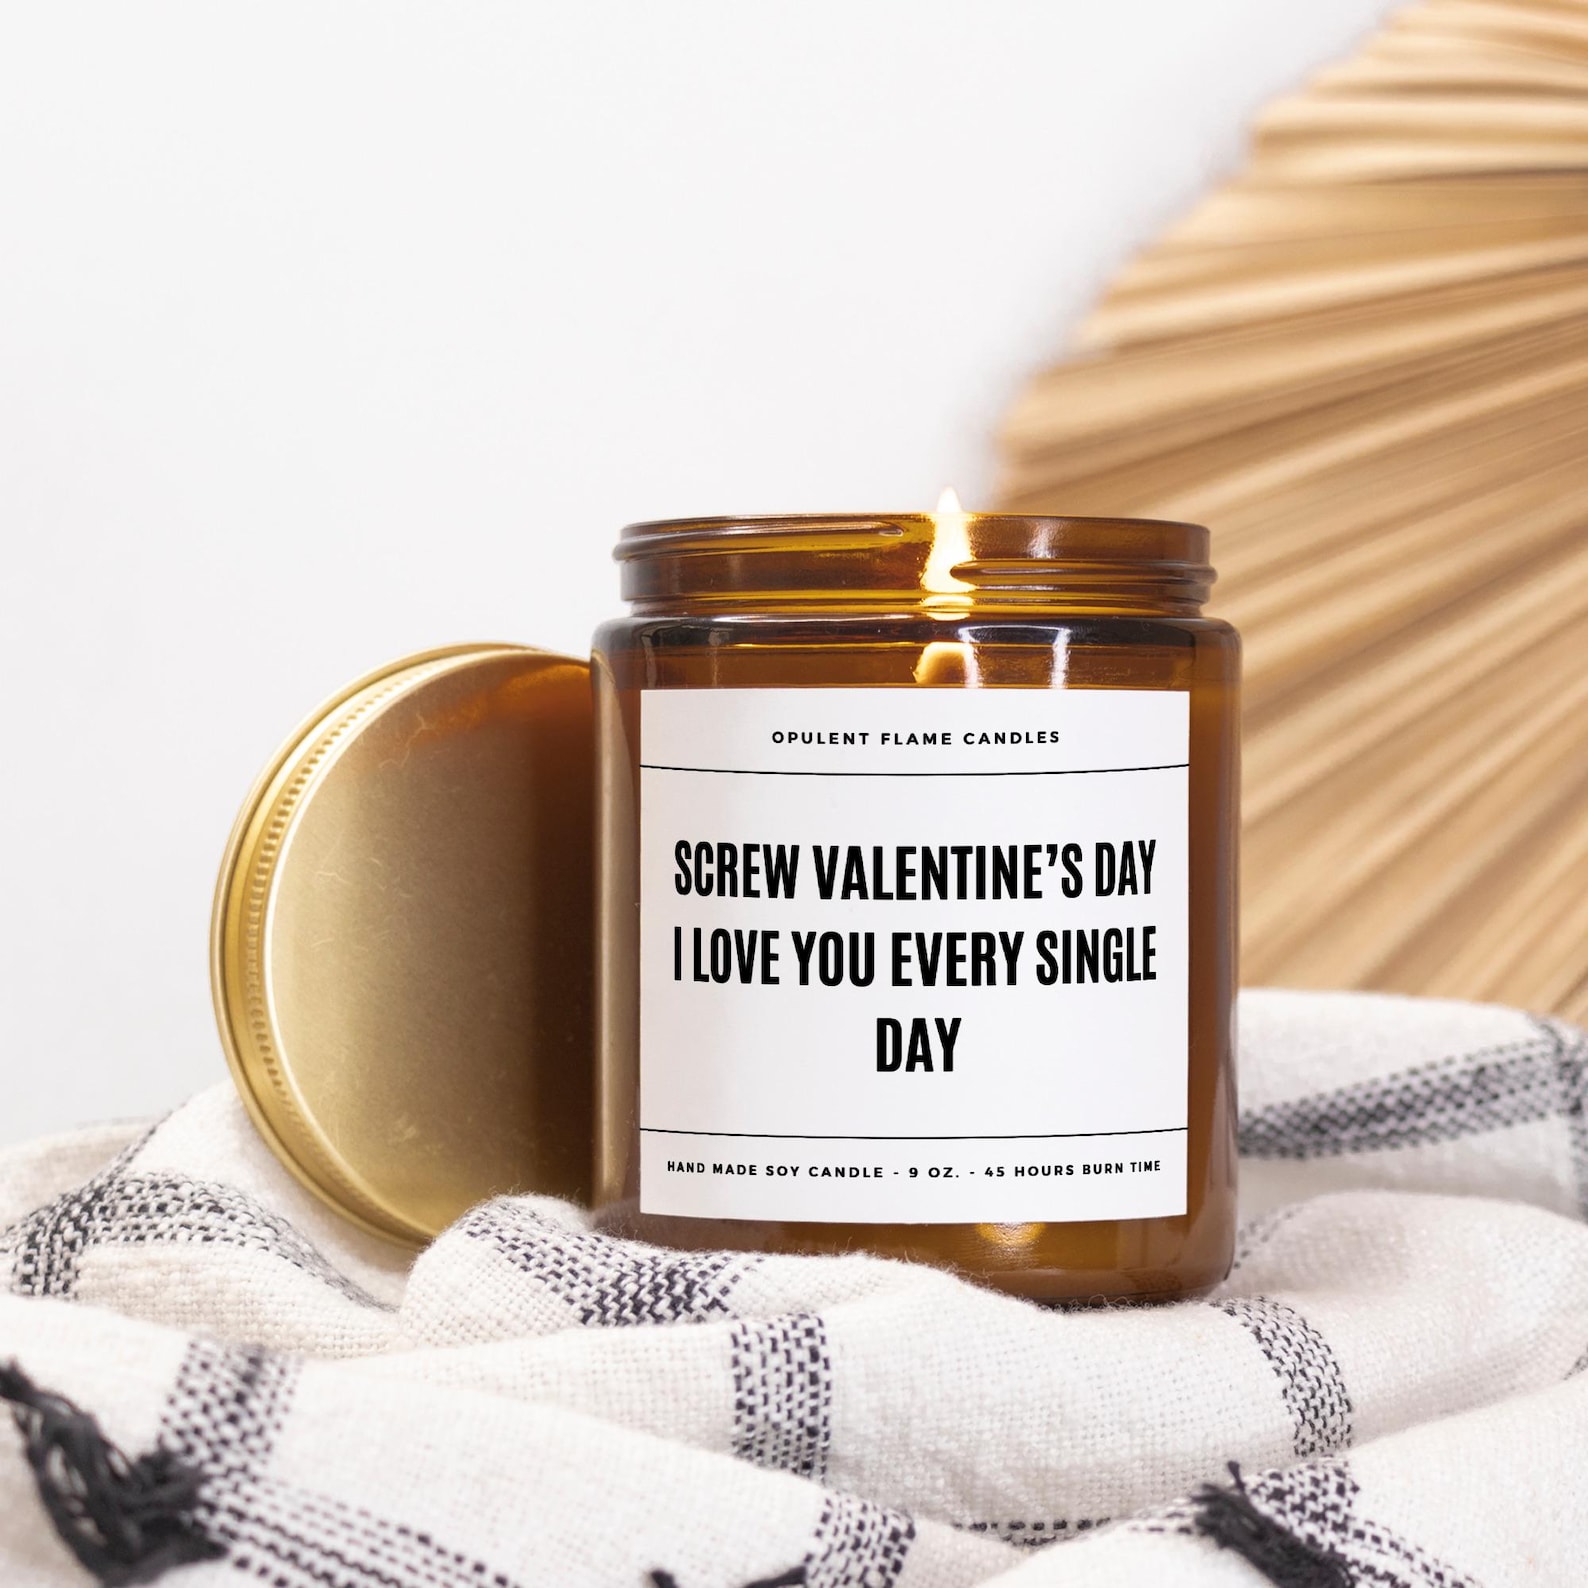 OPULENT FLAME CANDLES
SCREW VALENTINE'S DAY
I LOVE YOU EVERY SINGLE
DAY
HAND MADE SOY CANDLE - 9 OZ. - 45 HOURS BURN TIME